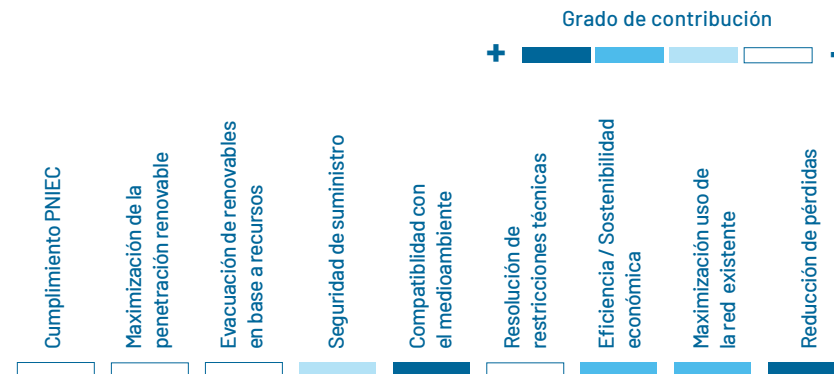 Grado de contribución
+
Cumplimiento PNIEC
Maximización de la
penetración renovable
Evacuación de renovables
en base a recursos
Seguridad de suministro
Compatiblidad con
el medioambiente
Resolución de
restricciones técnicas
Eficiencia / Sostenibilidad
económica
Maximización uso de
la red existente
Reducción de pérdidas